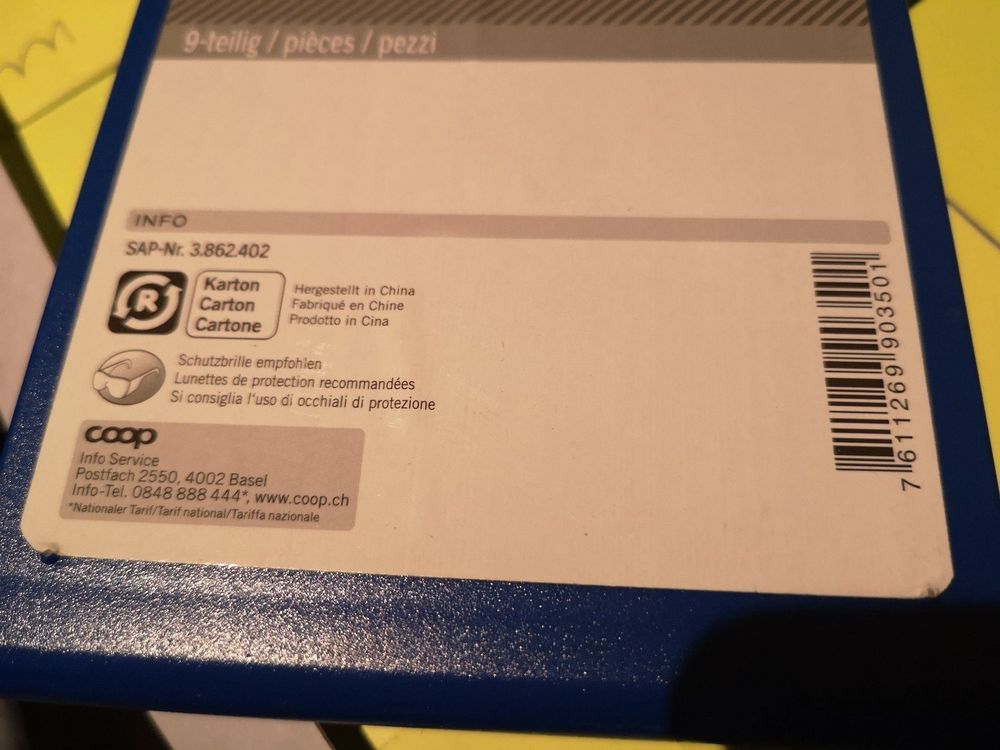 9-teilig / pièces / pezzi
INFO
SAP-Nr. 3.862.402
R
Karton
Carton
Cartone
Hergestellt in China
Fabriqué en Chine
Prodotto in Cina
Schutzbrille empfohlen
Lunettes de protection recommandées
Si consiglia l'uso di occhiali di protezione
coop
Info Service
Postfach 2550, 4002 Basel
Info-Tel. 0848 888 444*, www.coop.ch
*Nationaler Tarif/Tarif national/Tariffa nazionale
7 611269 903501